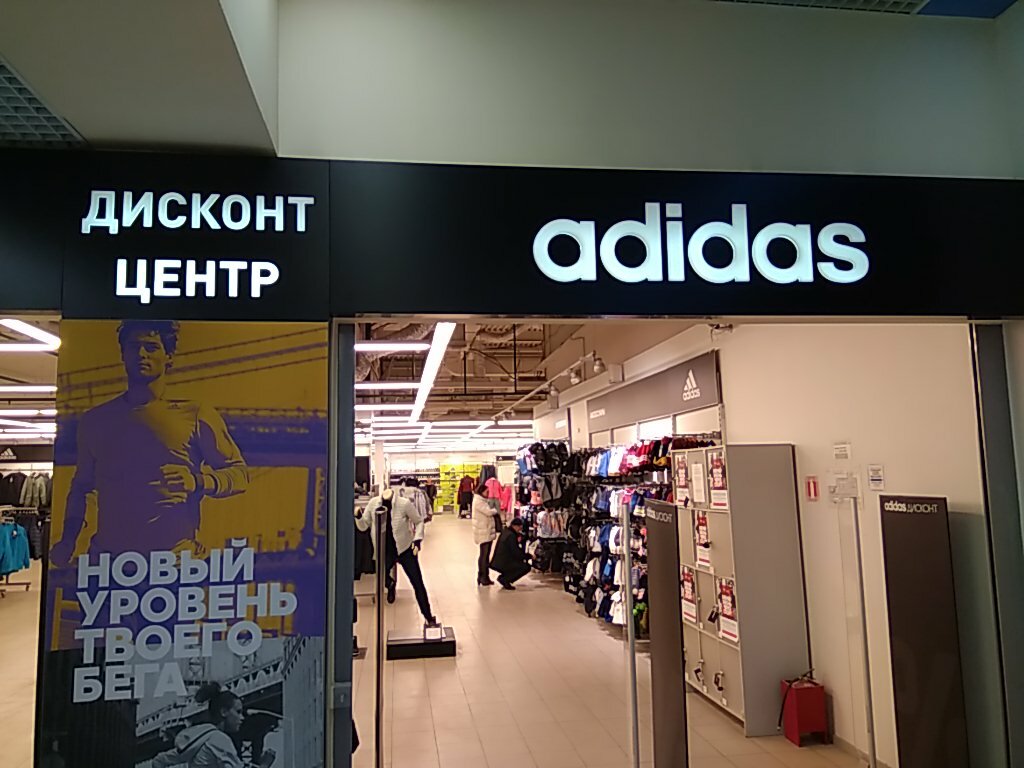 ДИСКОНТ
ЦЕНТР
adidas
adidas
НОВЫЙ
УРОВЕНЬ
ТВОЕГО
БЕГА
adidas ДИСКОНТ